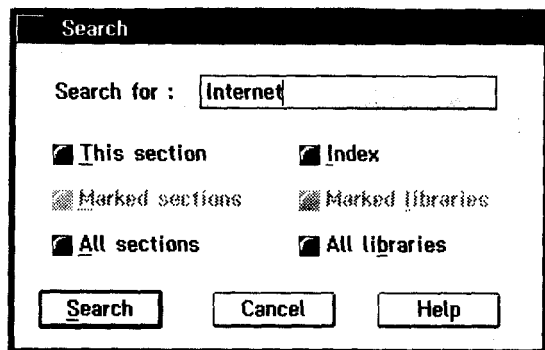 Search
Search for : Internet
This section Index
Marked sections Marked libraries
All sections All libraries
Search Cancel Help